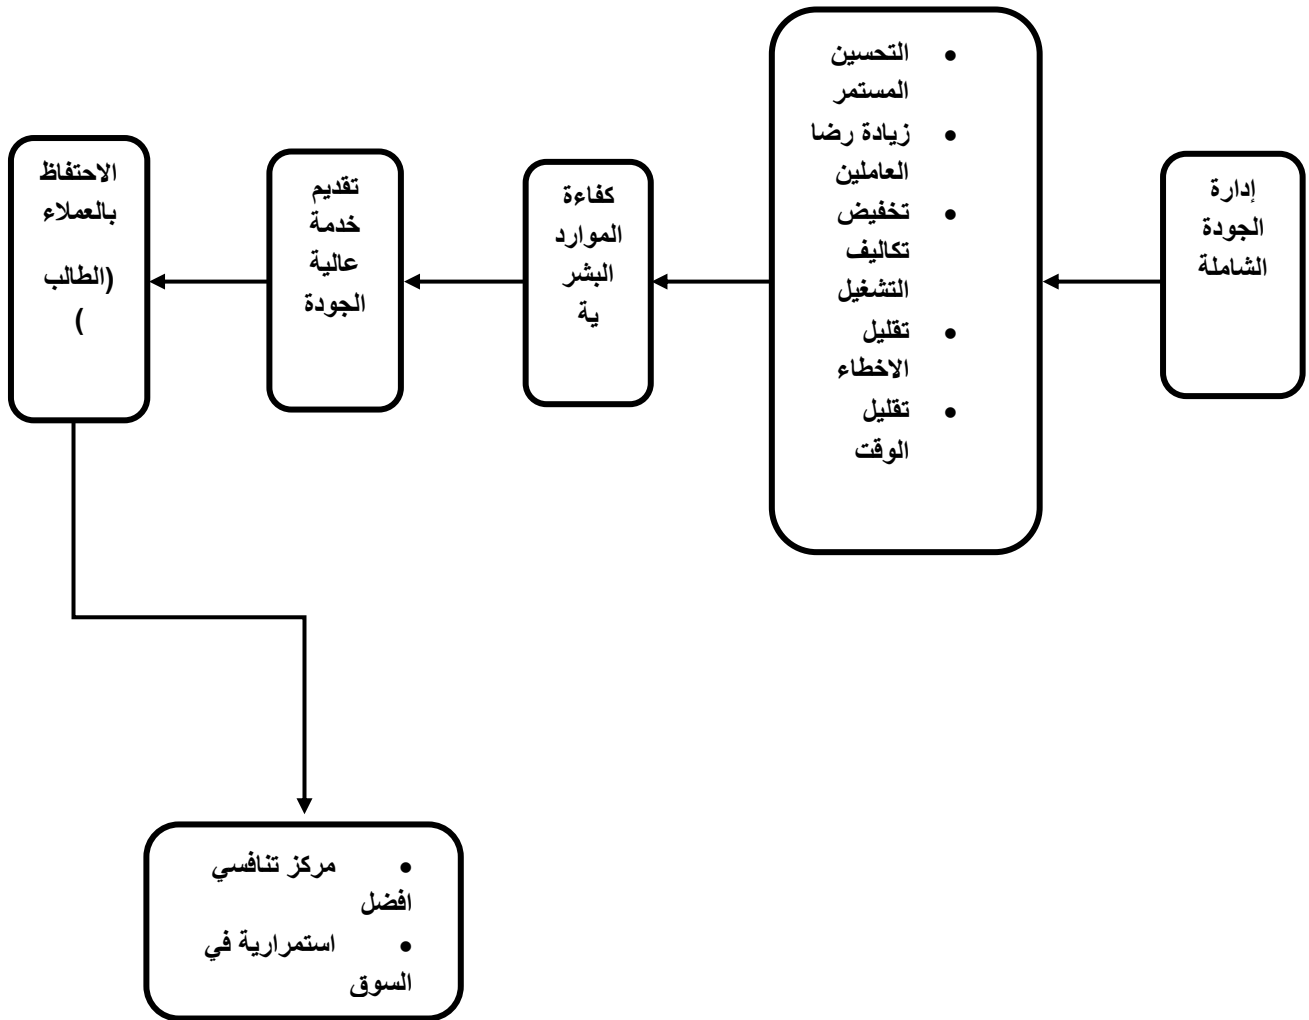 إدارة
الجودة
الشاملة
• التحسين
المستمر
• زيادة رضا
العاملين
• تخفيض
تكاليف
التشغيل
• تقليل
الاخطاء
• تقليل
الوقت
كفاءة
الموارد
البشر
ية
تقديم
خدمة
عالية
الجودة
الاحتفاظ
بالعملاء
(الطالب
)
• مركز تنافسي
افضل
• استمرارية في
السوق